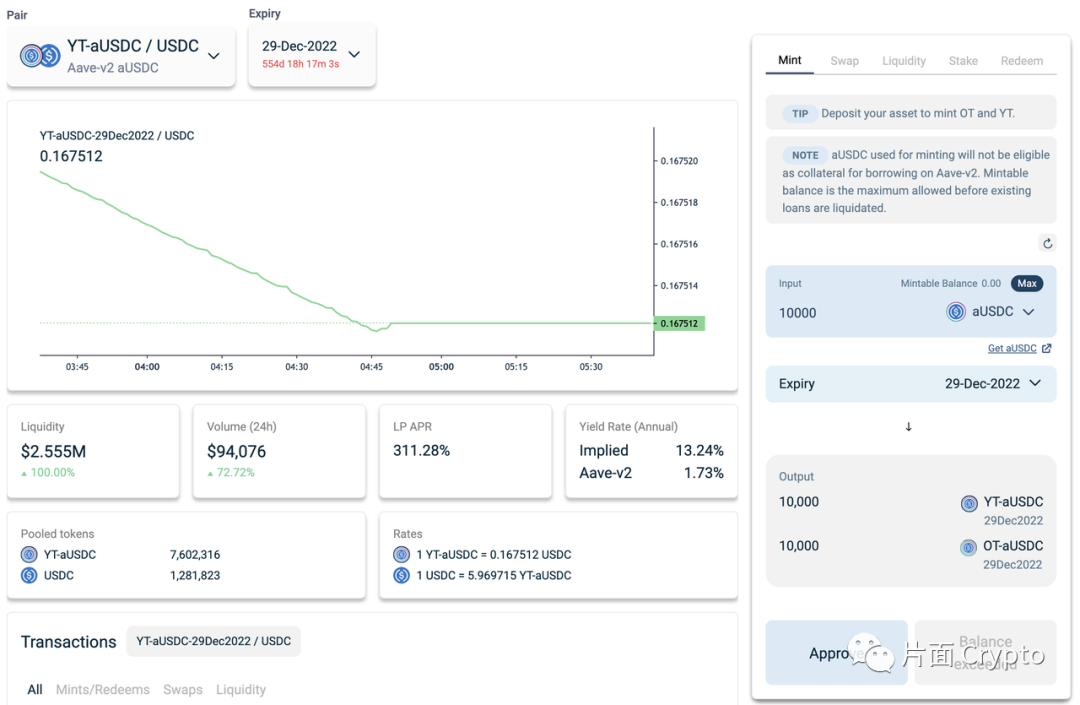 Pair
YT-aUSDC / USDC
Aave-v2 aUSDC
Expiry
29-Dec-2022
554d 18h 17m 3s
YT-aUSDC-29Dec2022 / USDC
0.167512
0.167520
0.167518
0.167516
0.167514
0.167512
03:45 04:00 04:15 04:30 04:45 05:00 05:15 05:30
Liquidity
$2.555M
100.00%
Volume (24h)
$94,076
72.72%
LP APR
311.28%
Yield Rate (Annual)
Implied 13.24%
Aave-v2 1.73%
Pooled tokens
YT-aUSDC 7,602,316
USDC 1,281,823
Rates
1 YT-aUSDC = 0.167512 USDC
1 USDC = 5.969715 YT-aUSDC
Transactions YT-aUSDC-29Dec2022 / USDC
All Mints/Redeems Swaps Liquidity
Mint Swap Liquidity Stake Redeem
TIP Deposit your asset to mint OT and YT.
NOTE aUSDC used for minting will not be eligible
as collateral for borrowing on Aave-v2. Mintable
balance is the maximum allowed before existing
loans are liquidated.
Input Mintable Balance 0.00 Max
10000 aUSDC
Get aUSDC
Expiry 29-Dec-2022
Output
10,000 YT-aUSDC
29Dec2022
10,000 OT-aUSDC
29Dec2022
Approve
Balance
exceeded
片面 Crypto